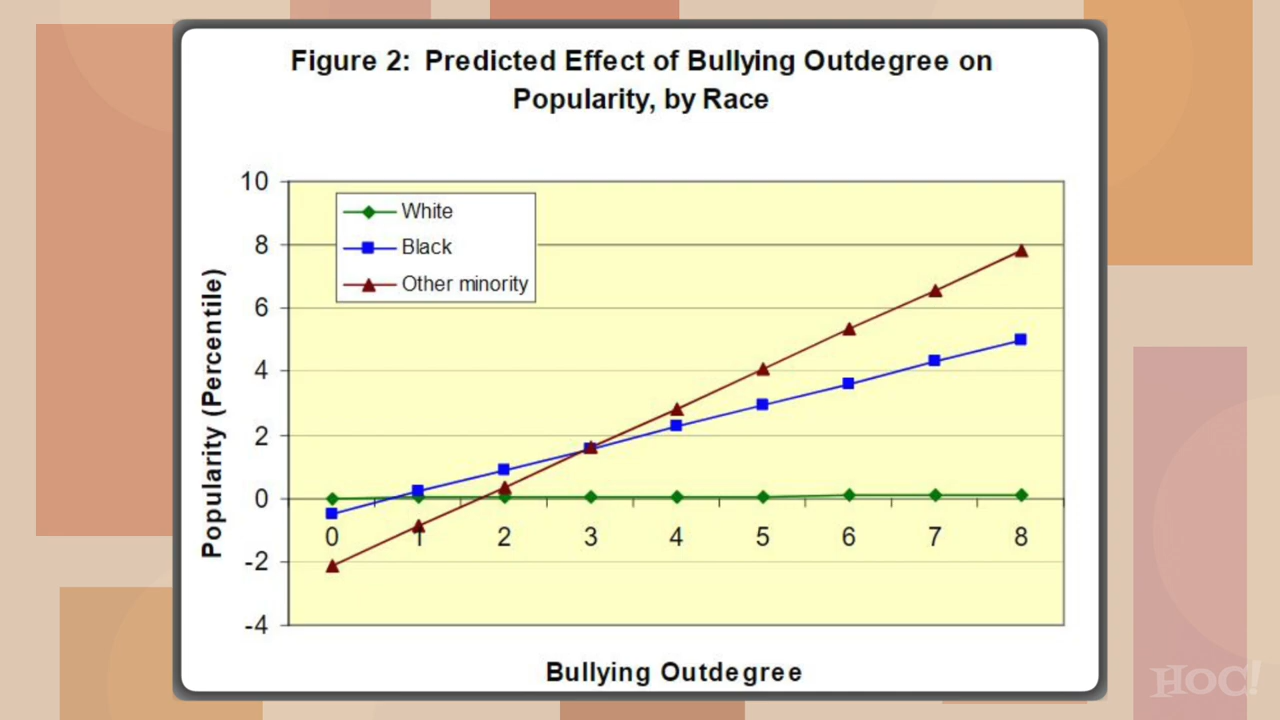 Figure 2: Predicted Effect of Bullying Outdegree on
Popularity, by Race
Popularity (Percentile)
10
8
6
4
2
0
-2
-4
White
Black
Other minority
0 1 2 3 4 5 6 7 8
Bullying Outdegree
HOC!